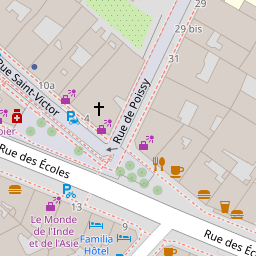 31
29 bis
29
Rue Saint-Victor
10a
4
Rue de Poissy
Rue des Écoles
Le Monde
de l'Inde
et de l'Asie
13
9
Familia
Hôtel
Rue des É